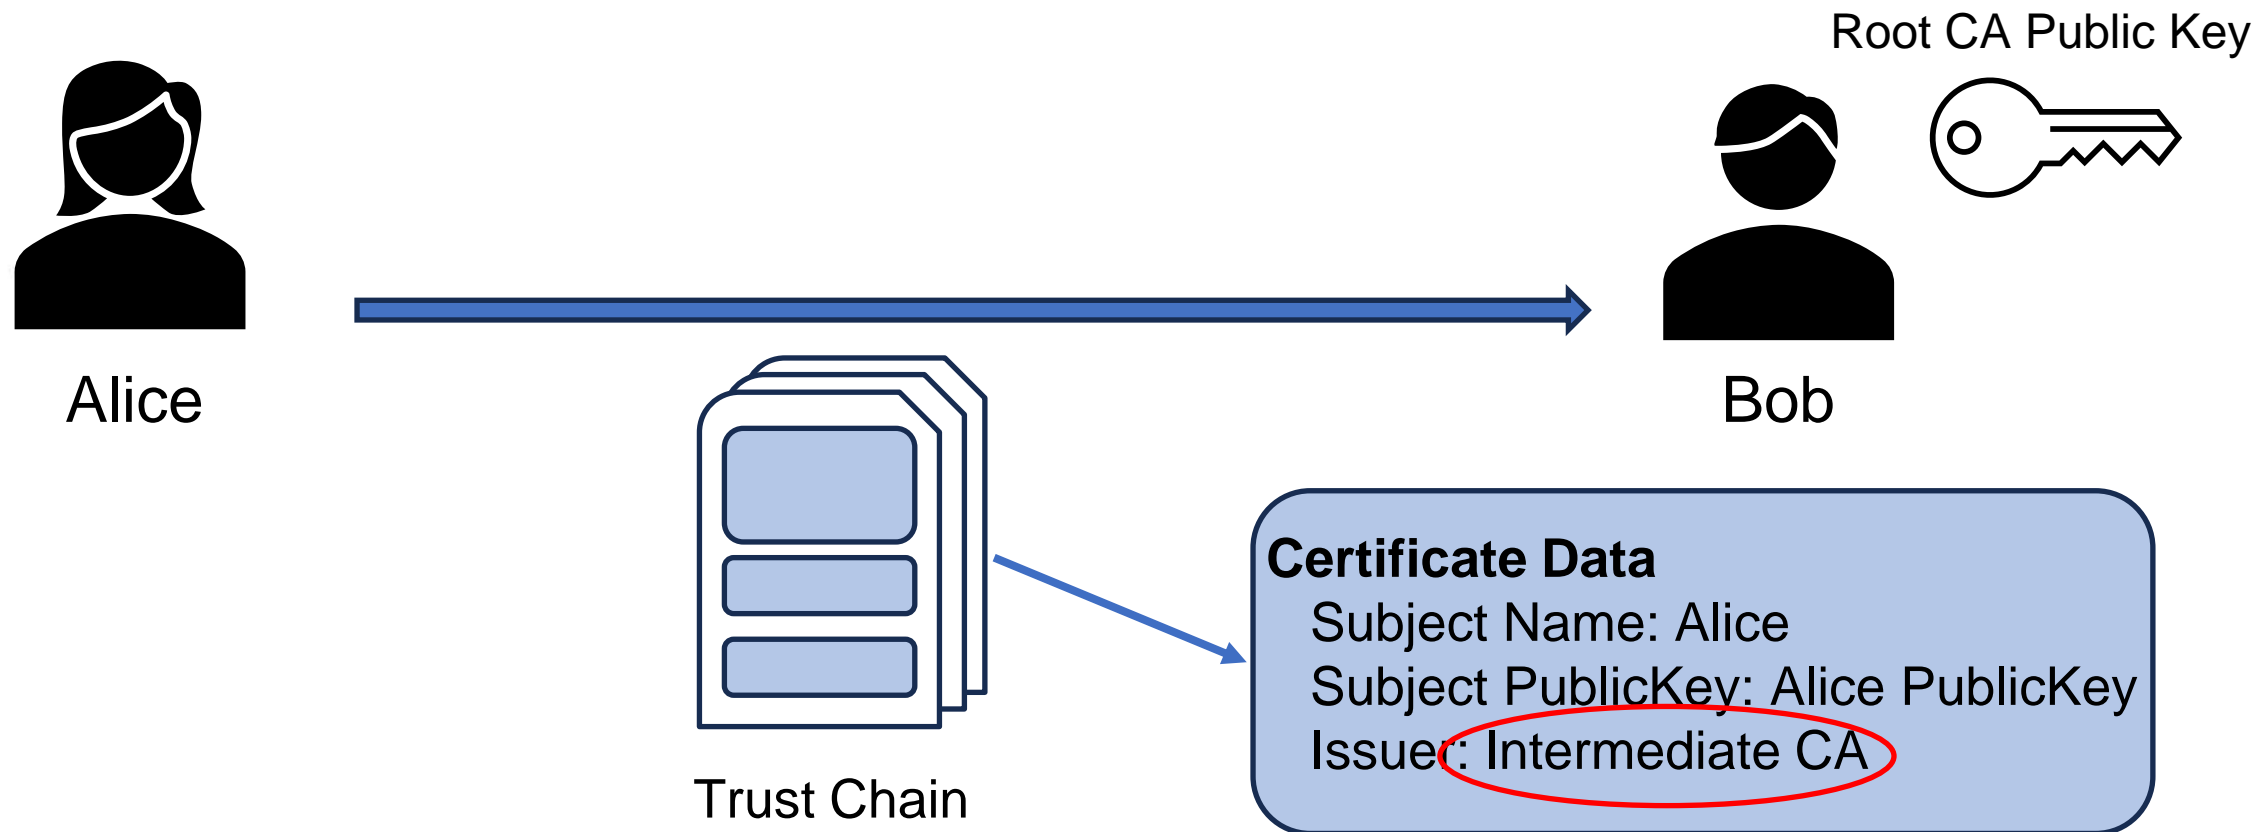 Root CA Public Key
Alice
Bob
Certificate Data
Subject Name: Alice
Subject PublicKey: Alice PublicKey
Issuer: Intermediate CA
Trust Chain